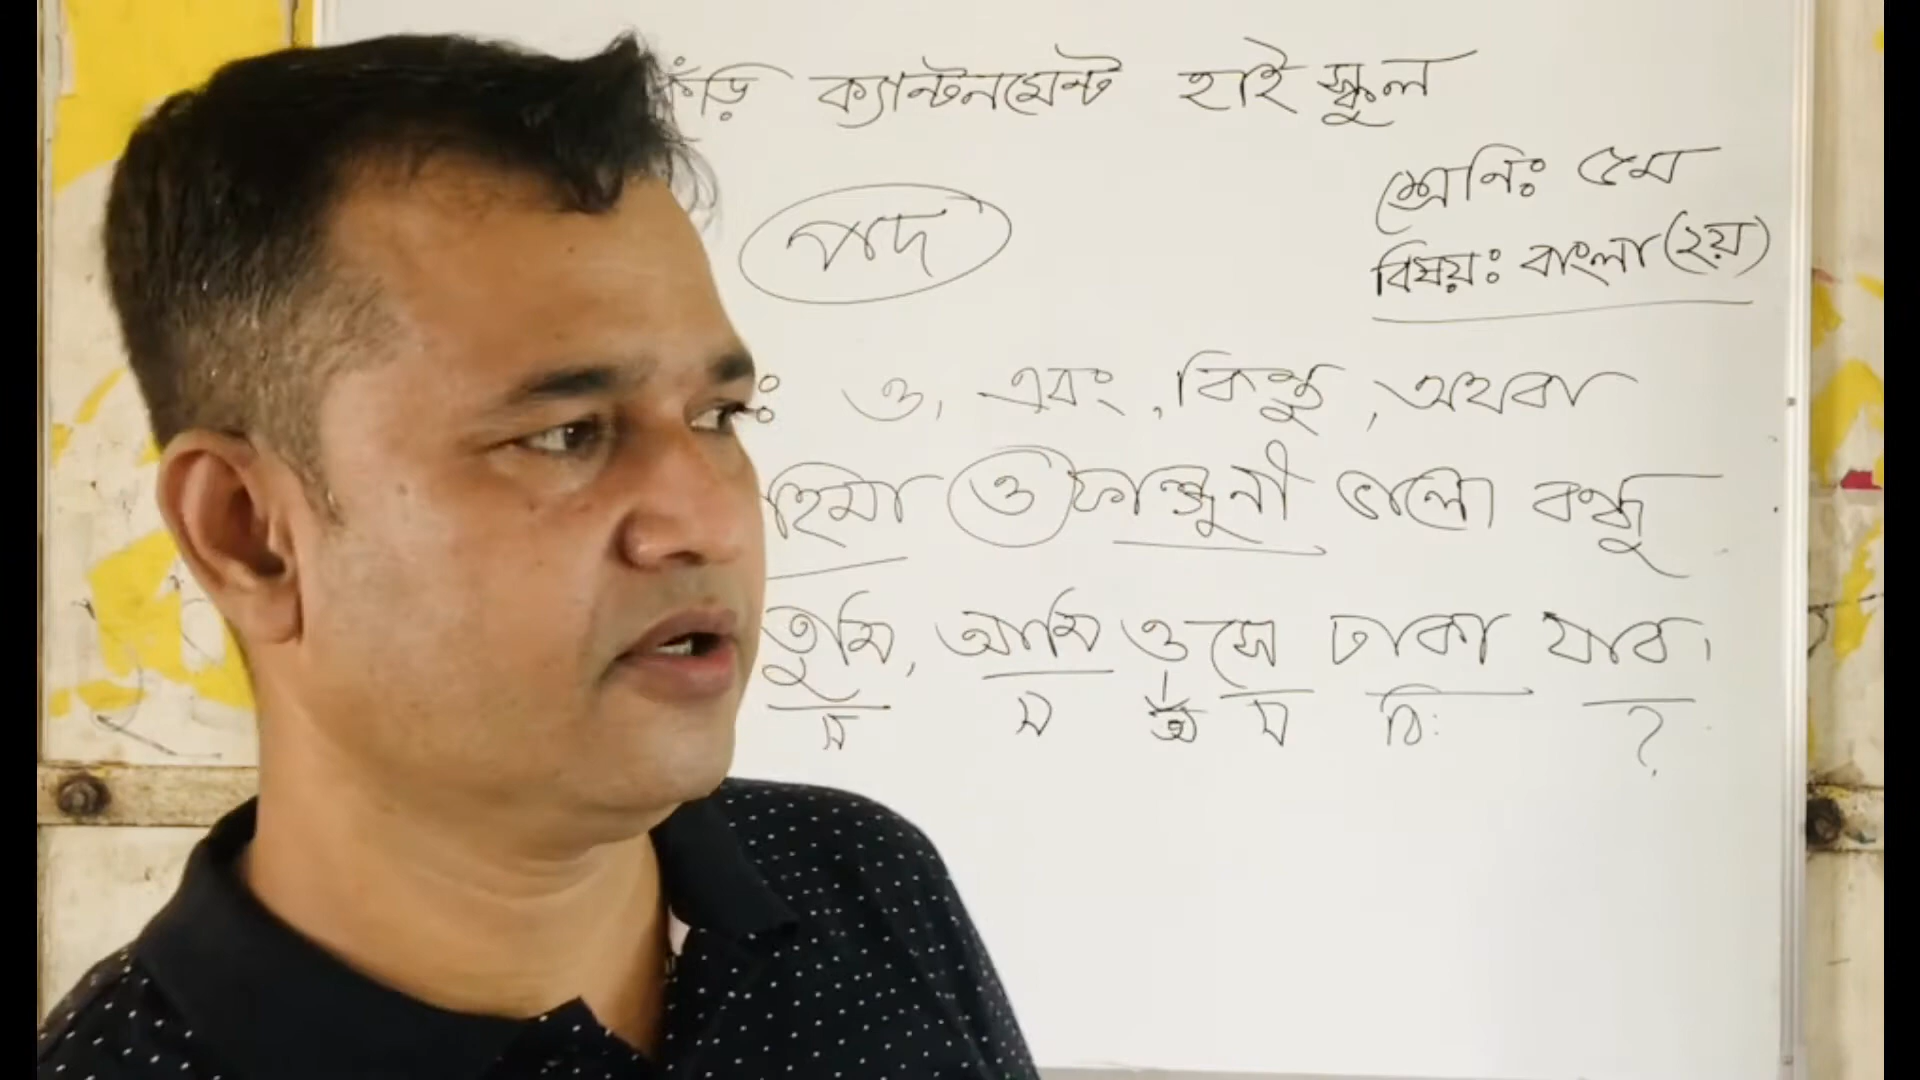 ক্যান্টনমেন্ট হাই স্কুল
শ্রেনিঃ ৫ম
পদ
বিষয়ঃ বাংলা (২য়)
ঃ ও, এবং, কিন্তু, অথবা
হিমা ও ফাল্গুনী ভালো বন্ধু
তুমি, আমি ও সে ঢাকা যাব।
স স অ স বি: ?